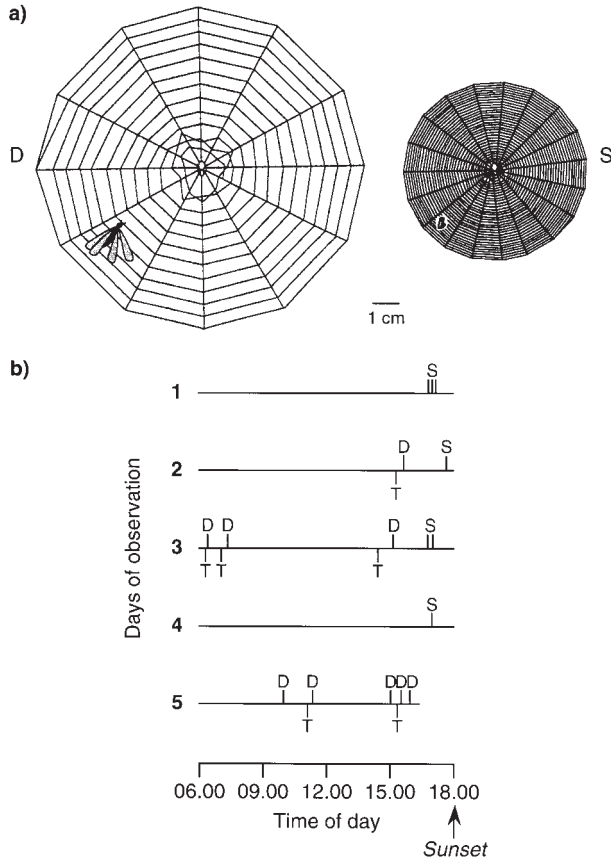 a)
D
S
1 cm
b)
Days of observation
S
1
D S
2
T
D D D S
3
T T T
S
4
D D DDD
5
T T
06.00 09.00 12.00 15.00 18.00
Time of day
Sunset